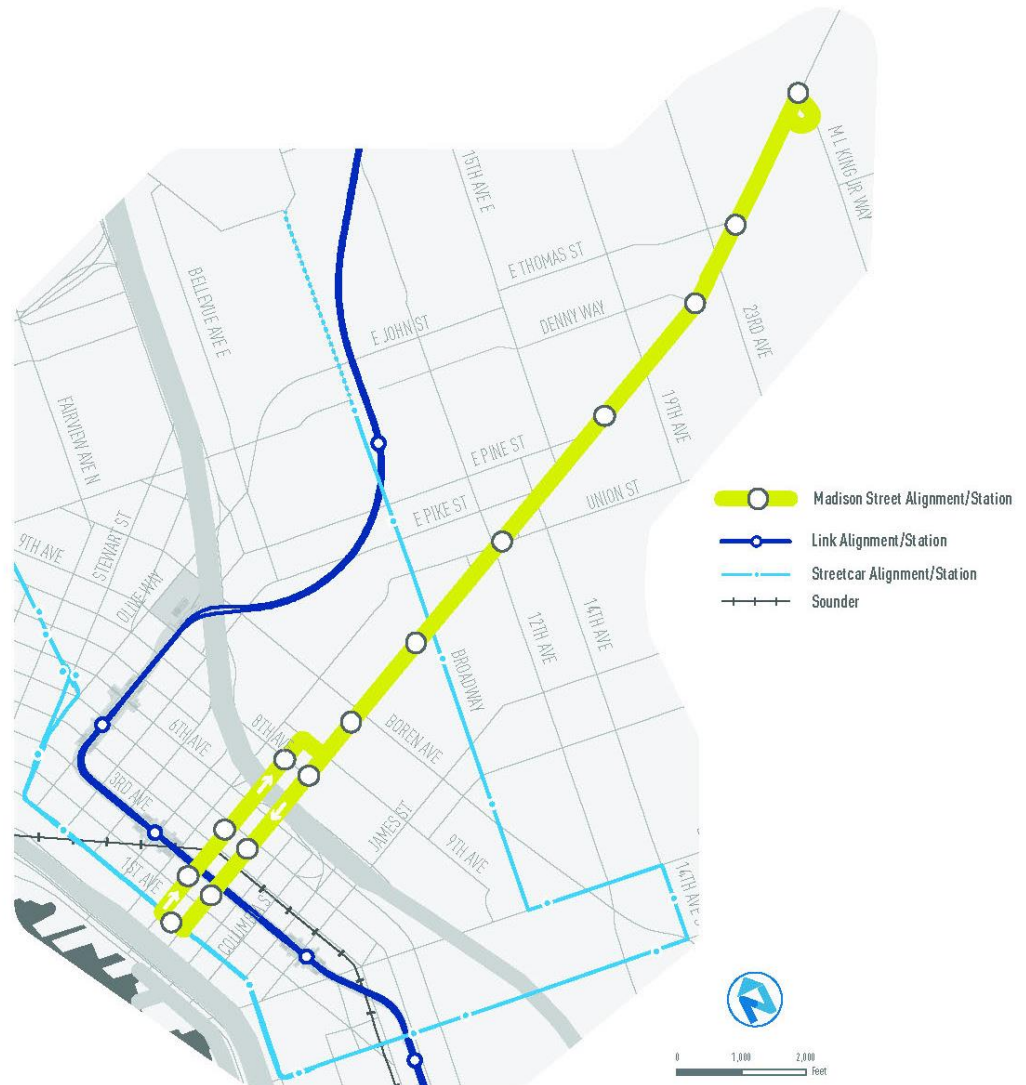 15TH AVE E
M L KING JR WAY
E THOMAS ST
BELLEVUE AVE E
DENNY WAY
23RD AVE
E JOHN ST
FAIRVIEW AVE N
19TH AVE
E PINE ST
UNION ST
E PIKE ST
STEWART ST
9TH AVE
OLIVE WAY
12TH AVE
14TH AVE
BROADWAY
BOREN AVE
6TH AVE
8TH AVE
3RD AVE
JAMES ST
9TH AVE
1ST AVE
14TH AVE S
COLUMBIA ST
Madison Street Alignment/Station
Link Alignment/Station
Streetcar Alignment/Station
Sounder
0 1,000 2,000
Feet